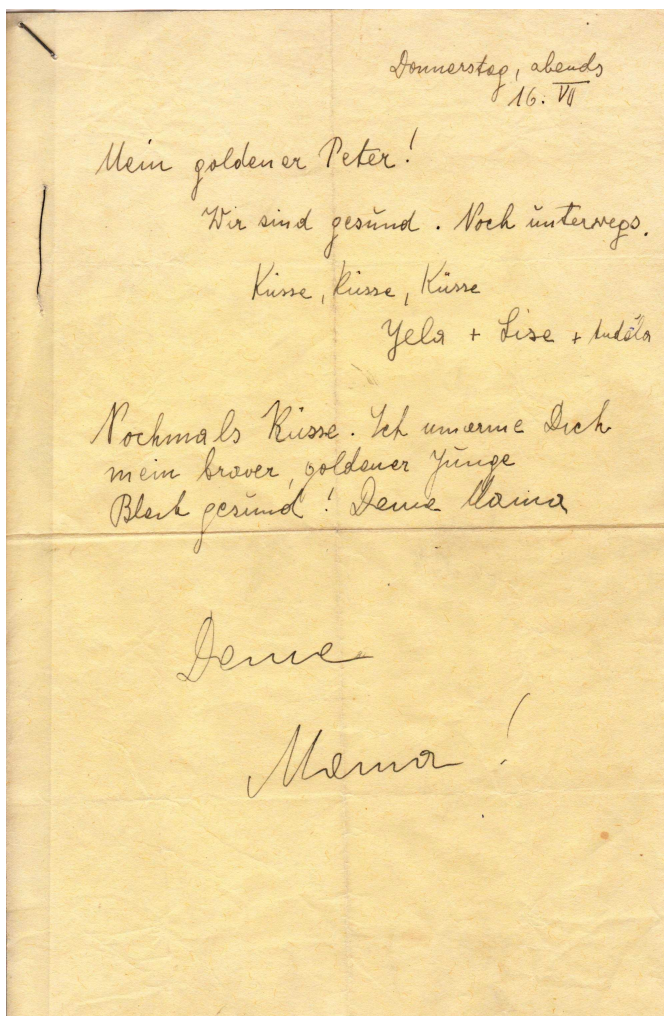 Donnerstag, abends
16. VII
Mein goldener Peter!
Wir sind gesund. Noch unterwegs.
Küsse, Küsse, Küsse
Yela + Lise +
Nochmals Küsse. Ich umarme Dich
mein braver, goldener Junge
Bleib gesund! Deine Mama
Deine
Mama!